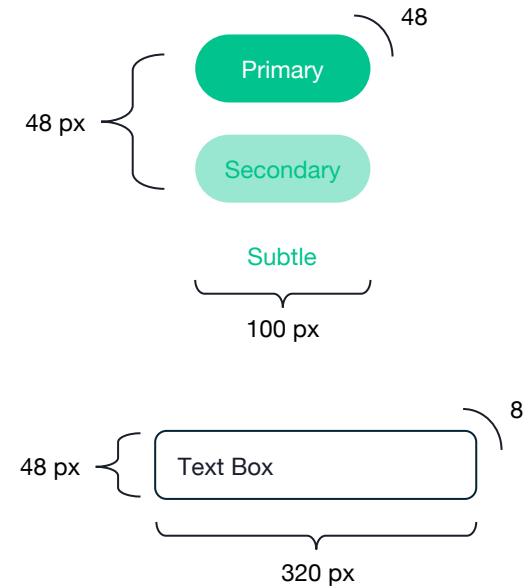 48
Primary
48 px
Secondary
Subtle
100 px
8
48 px
Text Box
320 px